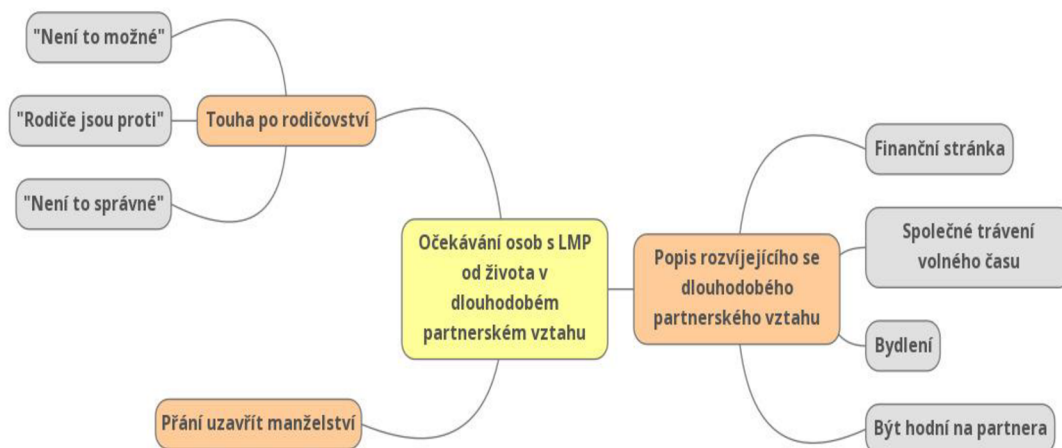 "Není to možné"
"Rodiče jsou proti"
"Není to správné"
Touha po rodičovství
Očekávání osob s LMP
od života v
dlouhodobém
partnerském vztahu
Přání uzavřít manželství
Popis rozvíjejícího se
dlouhodobého
partnerského vztahu
Finanční stránka
Společné trávení
volného času
Bydlení
Být hodní na partnera